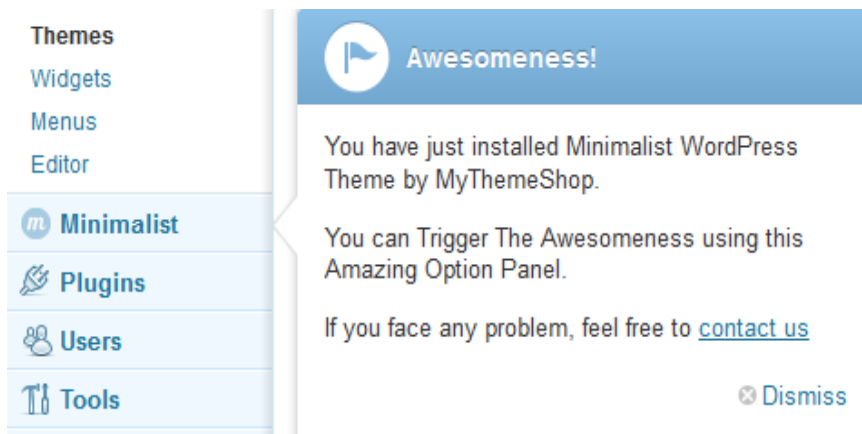 Themes
Widgets
Menus
Editor
m Minimalist
Plugins
Users
Tools
Awesomeness!
You have just installed Minimalist WordPress
Theme by MyThemeShop.
You can Trigger The Awesomeness using this
Amazing Option Panel.
If you face any problem, feel free to contact us
Dismiss